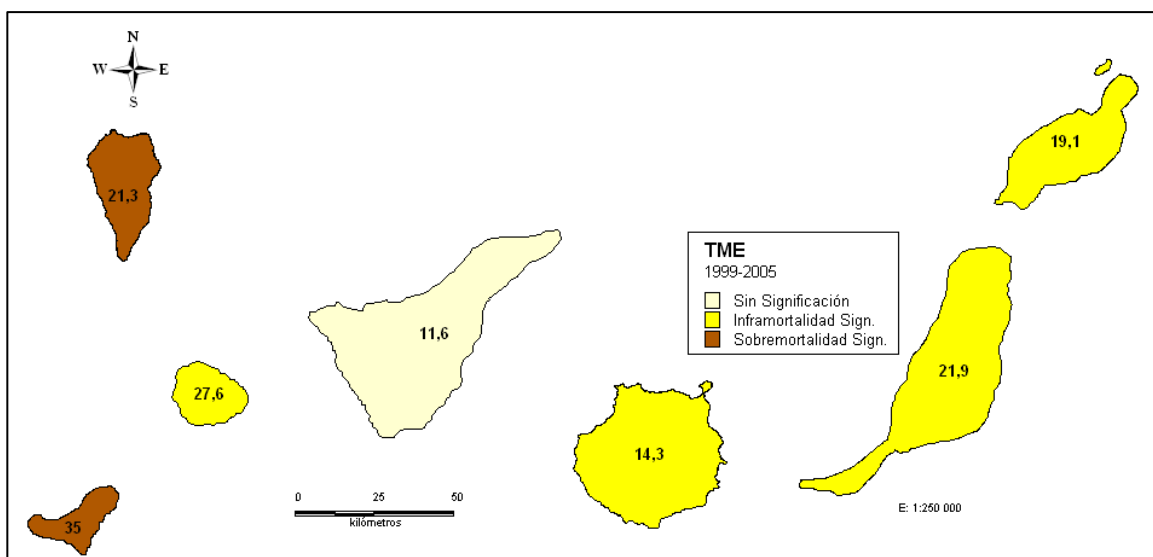 N
W E
S
19,1
21,3
TME
1999-2005
Sin Significación
Inframortalidad Sign.
Sobremortalidad Sign.
11,6
27,6
21,9
14,3
0 25 50
kilómetros
E: 1:250 000
35